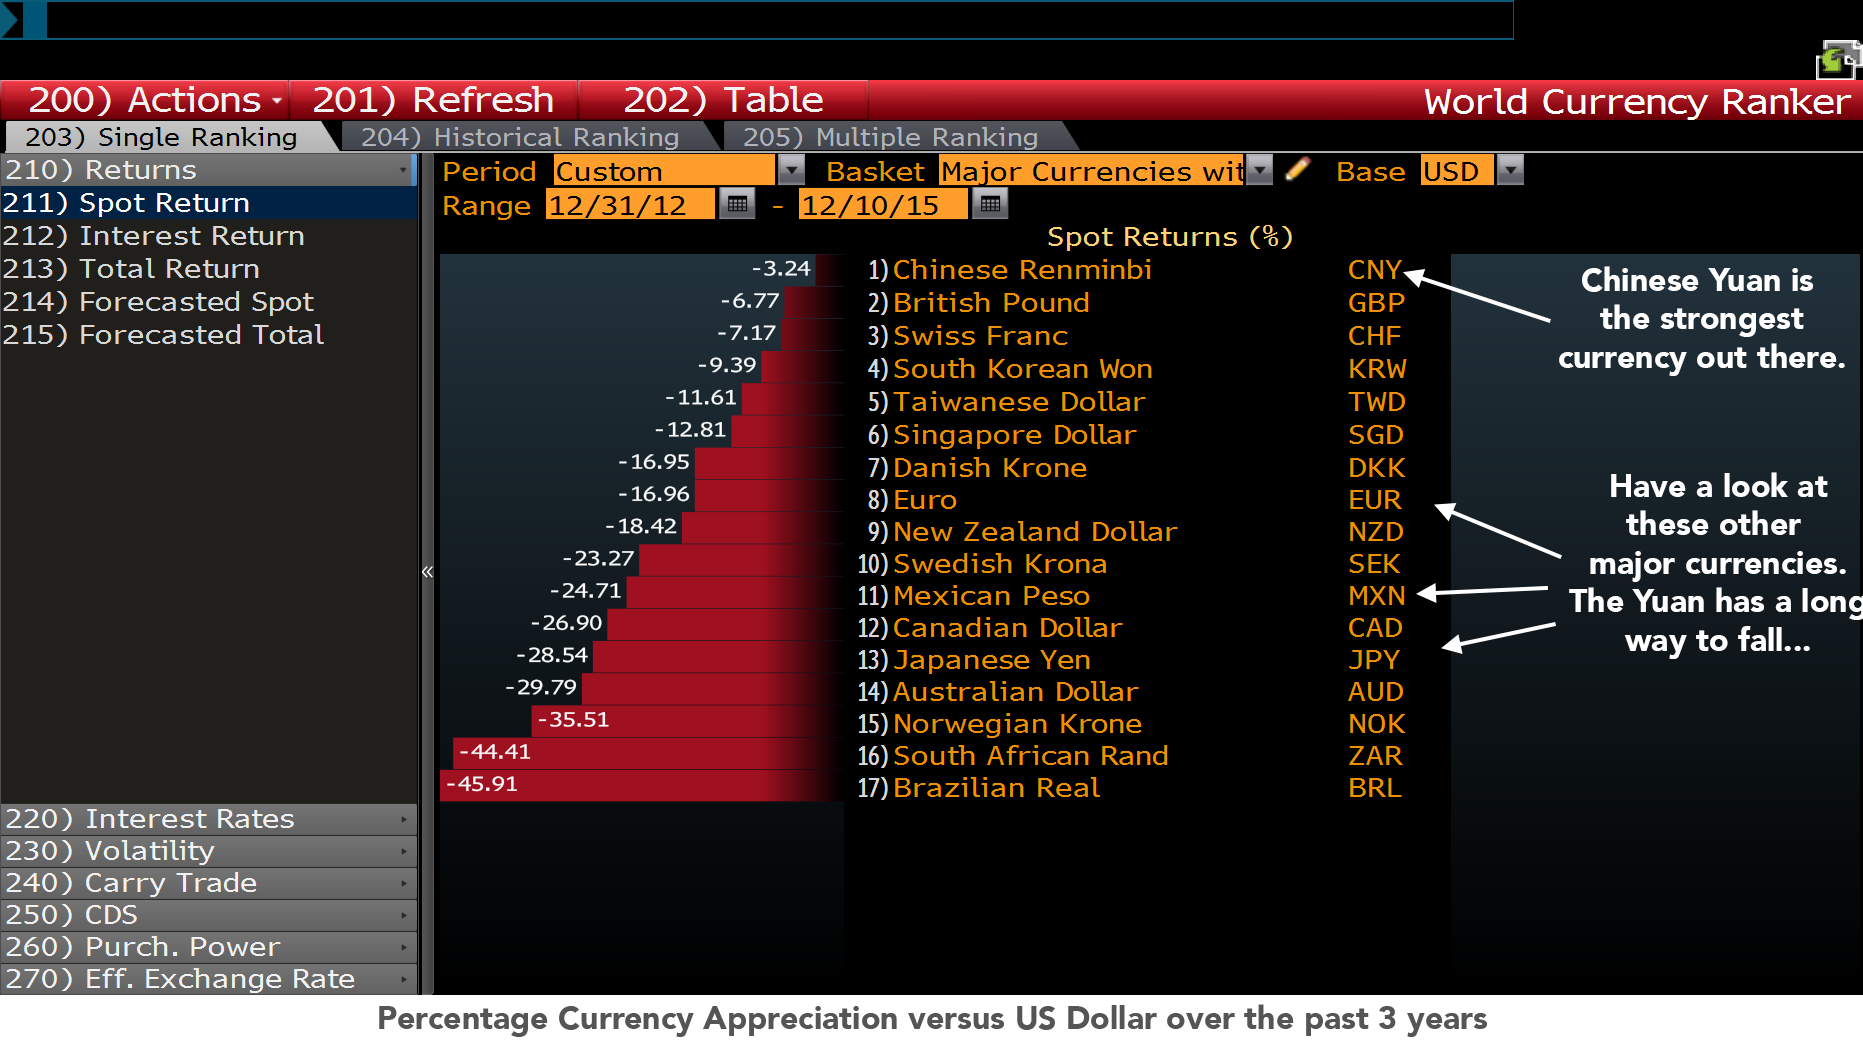 200) Actions 201) Refresh 202) Table World Currency Ranker
203) Single Ranking 204) Historical Ranking 205) Multiple Ranking
210) Returns
211) Spot Return
212) Interest Return
213) Total Return
214) Forecasted Spot
215) Forecasted Total
220) Interest Rates
230) Volatility
240) Carry Trade
250) CDS
260) Purch. Power
270) Eff. Exchange Rate
«
Period Custom Basket Major Currencies wit Base USD
Range 12/31/12 - 12/10/15
Spot Returns (%)
-3.24 1) Chinese Renminbi CNY
-6.77 2) British Pound GBP
-7.17 3) Swiss Franc CHF
-9.39 4) South Korean Won KRW
-11.61 5) Taiwanese Dollar TWD
-12.81 6) Singapore Dollar SGD
-16.95 7) Danish Krone DKK
-16.96 8) Euro EUR
-18.42 9) New Zealand Dollar NZD
-23.27 10) Swedish Krona SEK
-24.71 11) Mexican Peso MXN
-26.90 12) Canadian Dollar CAD
-28.54 13) Japanese Yen JPY
-29.79 14) Australian Dollar AUD
-35.51 15) Norwegian Krone NOK
-44.41 16) South African Rand ZAR
-45.91 17) Brazilian Real BRL
Chinese Yuan is
the strongest
currency out there.
Have a look at
these other
major currencies.
The Yuan has a long
way to fall...
Percentage Currency Appreciation versus US Dollar over the past 3 years